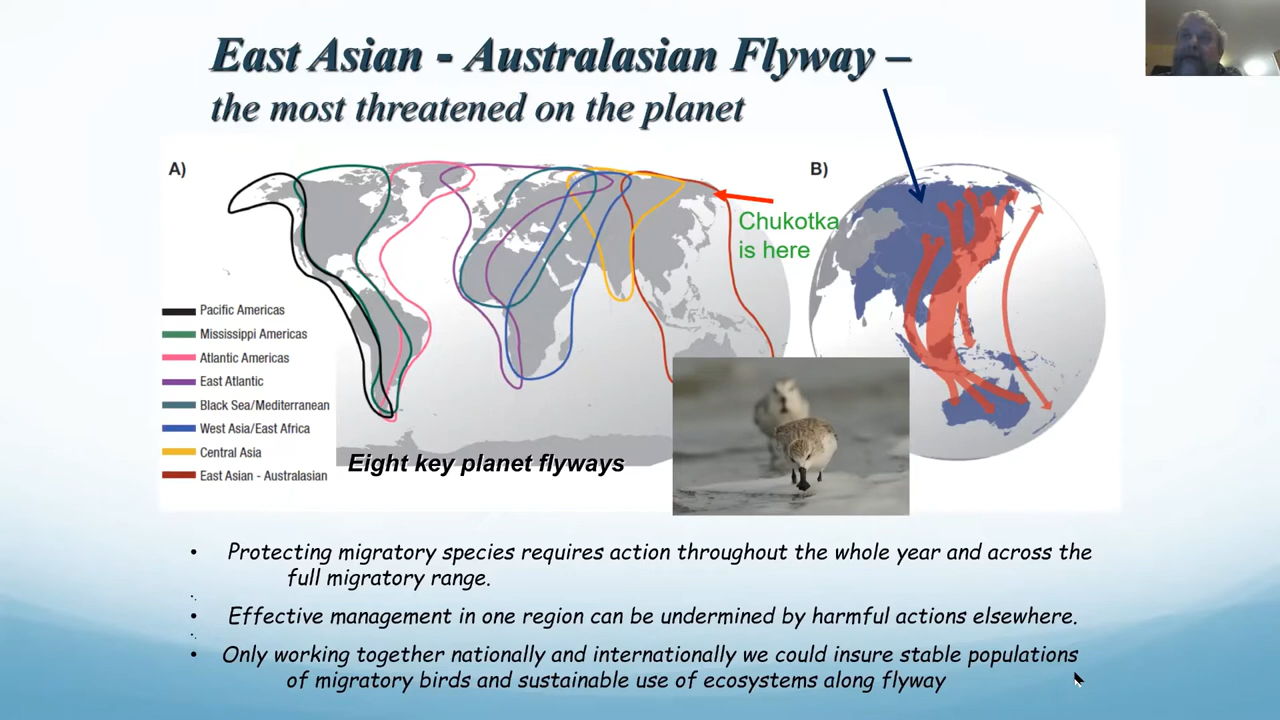 East Asian - Australasian Flyway –
the most threatened on the planet
A)
B)
Chukotka
is here
Pacific Americas
Mississippi Americas
Atlantic Americas
East Atlantic
Black Sea/Mediterranean
West Asia/East Africa
Central Asia
East Asian - Australasian
Eight key planet flyways
• Protecting migratory species requires action throughout the whole year and across the
full migratory range.
• Effective management in one region can be undermined by harmful actions elsewhere.
• Only working together nationally and internationally we could insure stable populations
of migratory birds and sustainable use of ecosystems along flyway